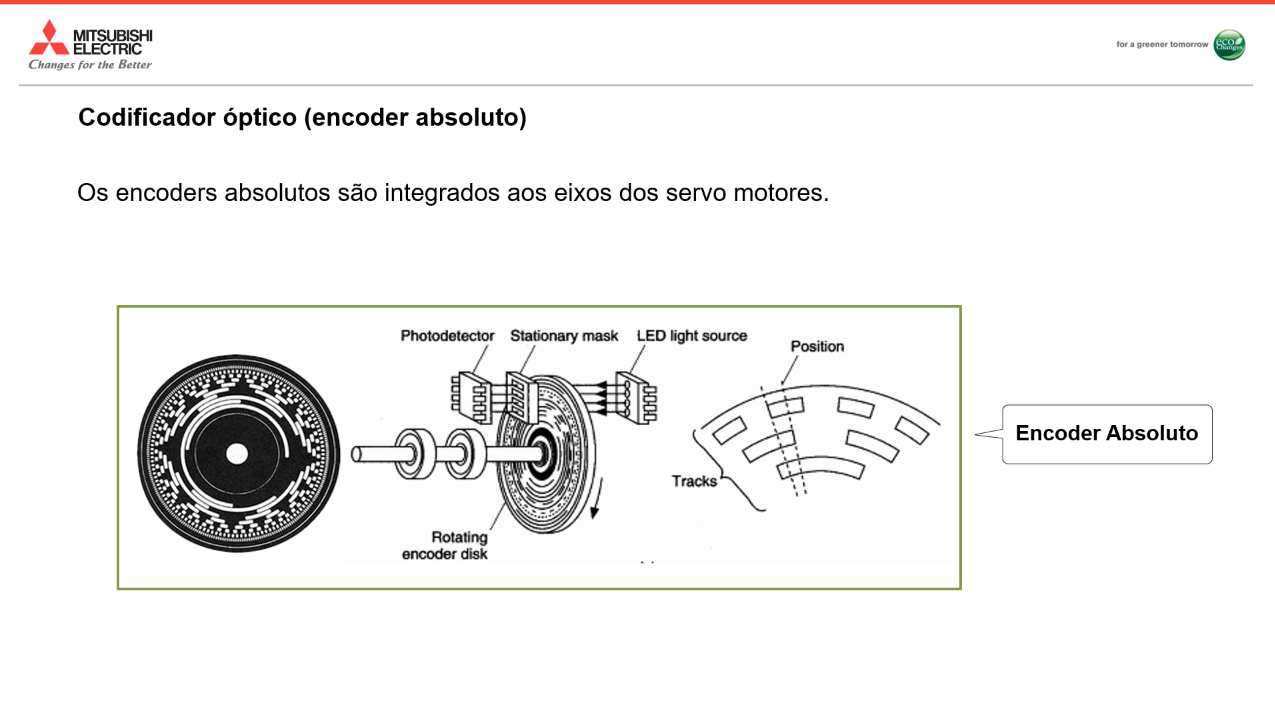 MITSUBISHI
ELECTRIC
Changes for the Better
for a greener tomorrow
eco
Changes
Codificador óptico (encoder absoluto)
Os encoders absolutos são integrados aos eixos dos servo motores.
Photodetector
Stationary mask
LED light source
Position
Tracks
Rotating
encoder disk
Encoder Absoluto